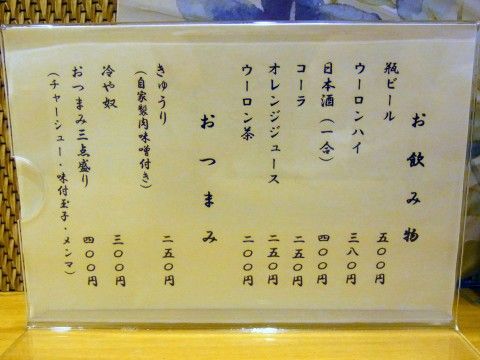 お飲み物
瓶ビール 五〇〇円
ウーロンハイ 三八〇円
日本酒(一合) 四〇〇円
コーラ 二五〇円
オレンジジュース 二五〇円
ウーロン茶 二〇〇円
おつまみ
きゅうり 二五〇円
(自家製肉味噌付き)
冷や奴 三〇〇円
おつまみ三点盛り 四〇〇円
(チャーシュー・味付玉子・メンマ)